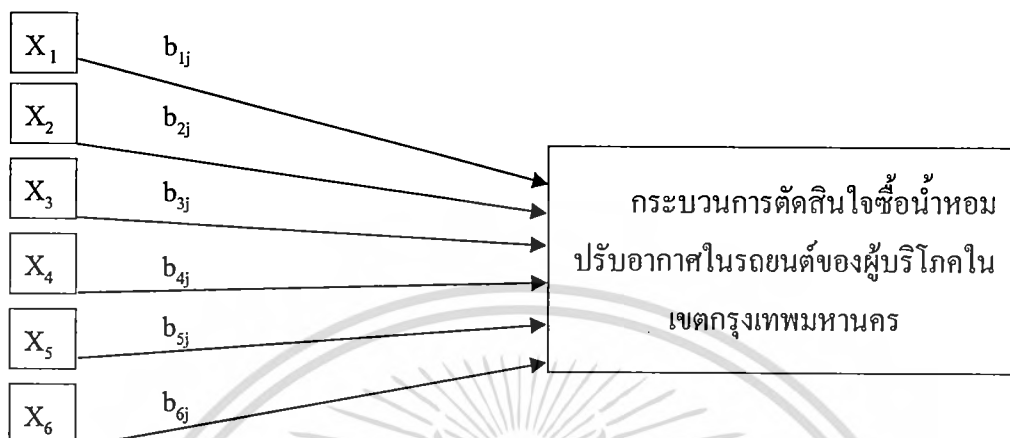 X₁ b₁ⱼ
X₂ b₂ⱼ
X₃ b₃ⱼ
X₄ b₄ⱼ
X₅ b₅ⱼ
X₆ b₆ⱼ
กระบวนการตัดสินใจซื้อน้ำหอม
ปรับอากาศในรถยนต์ของผู้บริโภคใน
เขตกรุงเทพมหานคร